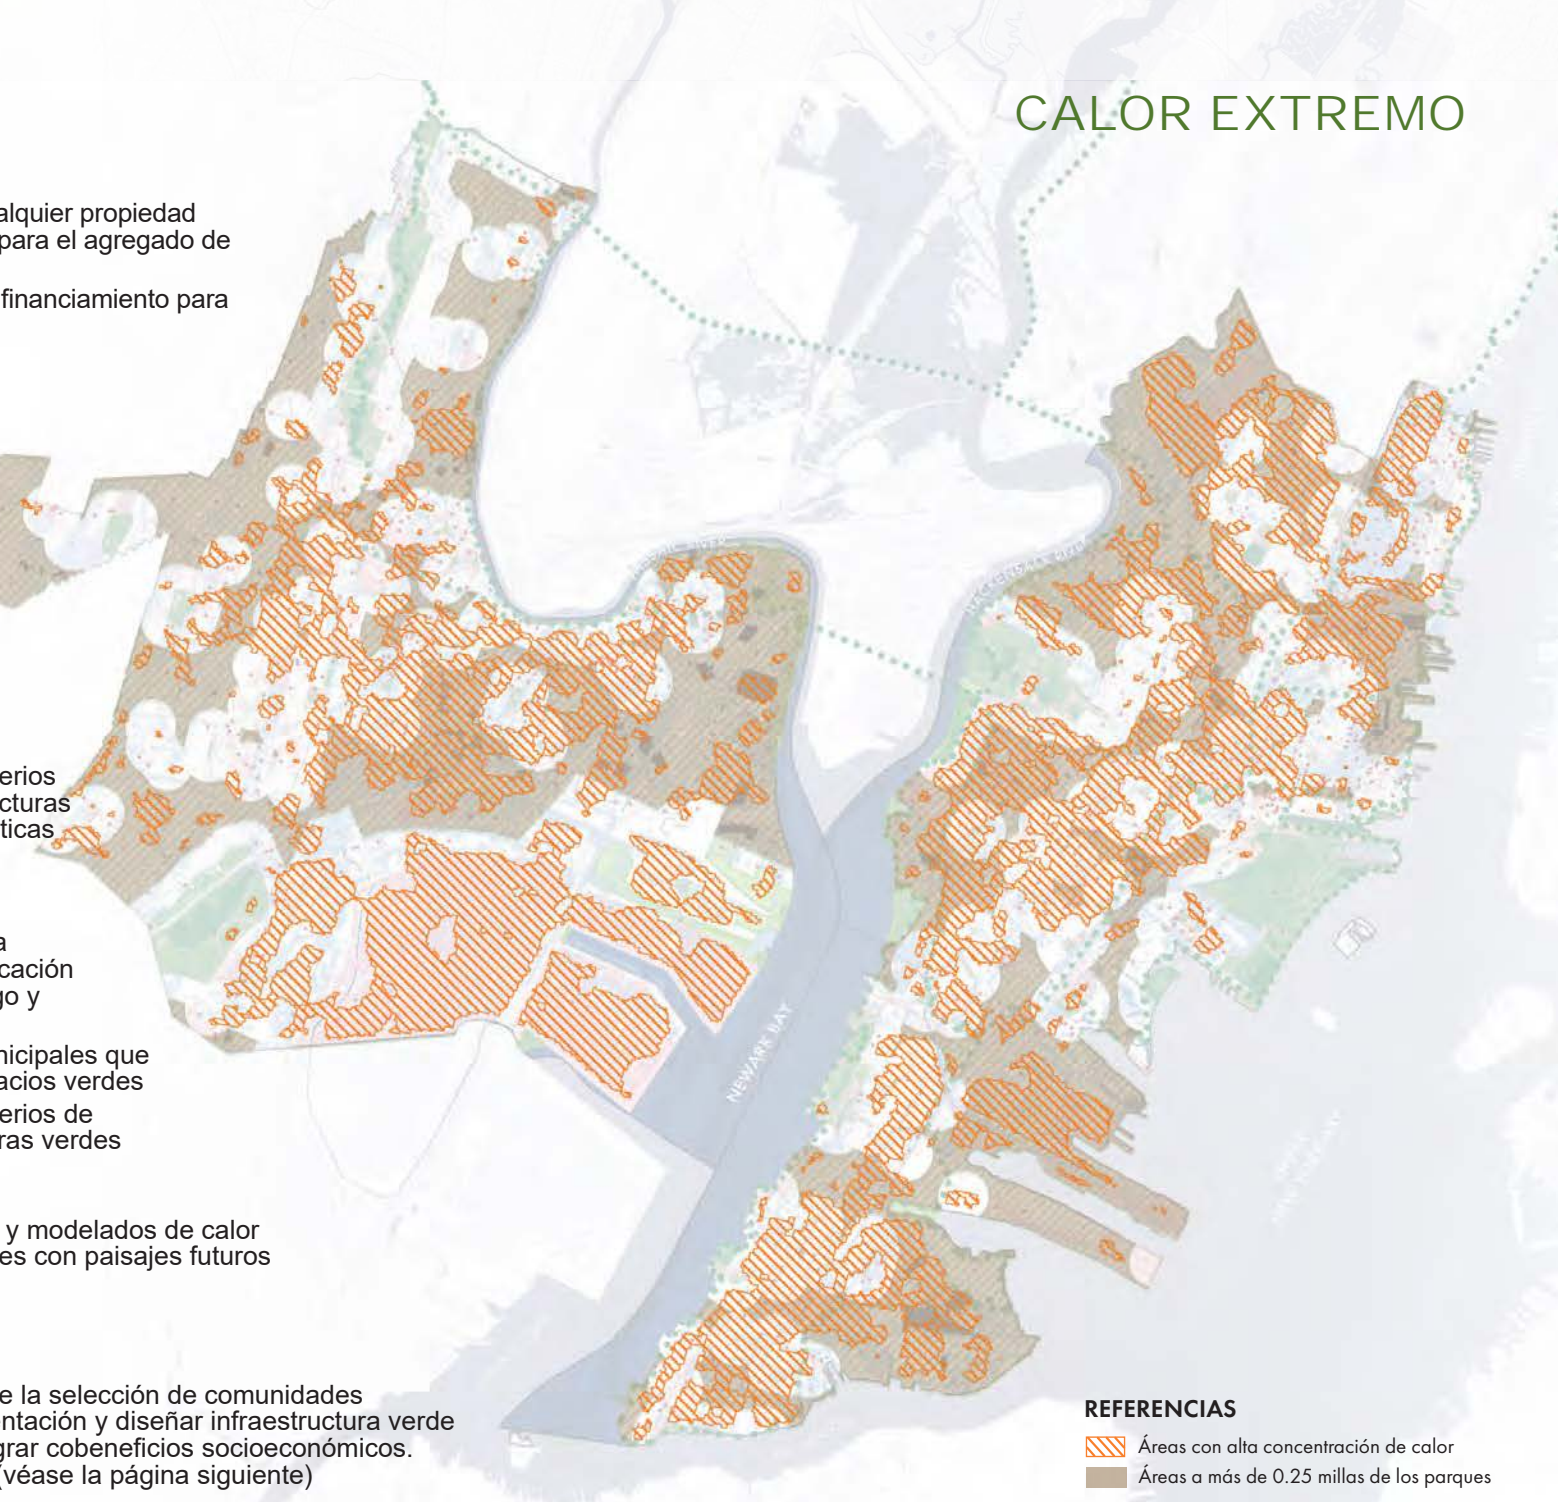 CALOR EXTREMO
alquier propiedad
para el agregado de
financiamiento para
erios
cturas
ticas
a
cación
go y
nicipales que
acios verdes
erios de
ras verdes
y modelados de calor
es con paisajes futuros
e la selección de comunidades
entación y diseñar infraestructura verde
grar cobeneficios socioeconómicos.
(véase la página siguiente)
HACKENSACK RIVER
NEWARK BAY
REFERENCIAS
Áreas con alta concentración de calor
Áreas a más de 0.25 millas de los parques